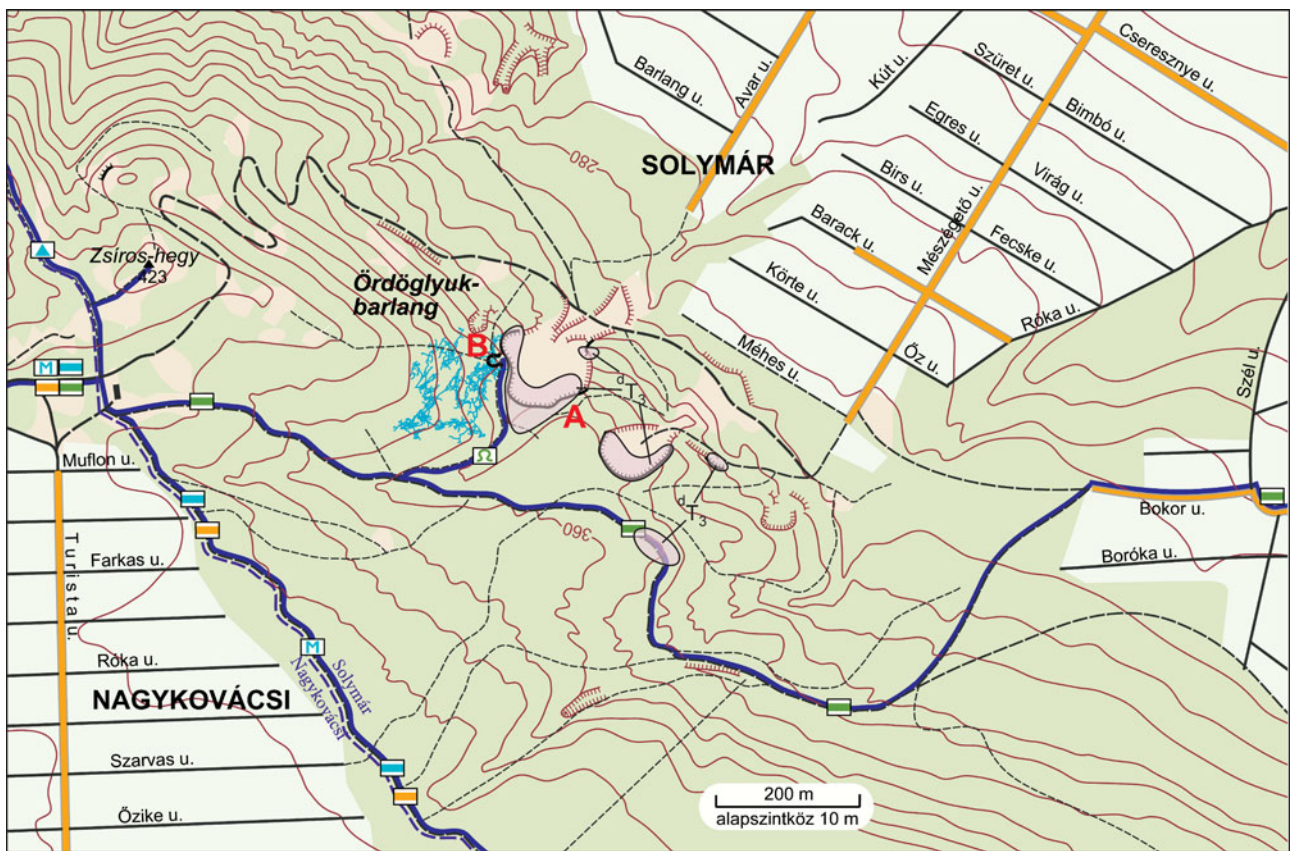 Cseresznye u.
Szüret u.
Barlang u.
Avar u.
Kút u.
Bimbó u.
Egres u.
280
SOLYMÁR
Birs u.
Virág u.
Mészégető u.
Barack u.
Fecske u.
Zsíros-hegy
423
Ördöglyuk-
barlang
Körte u.
Róka u.
Méhes u.
Őz u.
Szél u.
B
M
d T3
A
Ω
Muflon u.
d T3
Bokor u.
360
Farkas u.
Boróka u.
Turista u.
M
Róka u.
Solymár
Nagykovácsi
NAGYKOVÁCSI
Szarvas u.
200 m
alapszintköz 10 m
Őzike u.